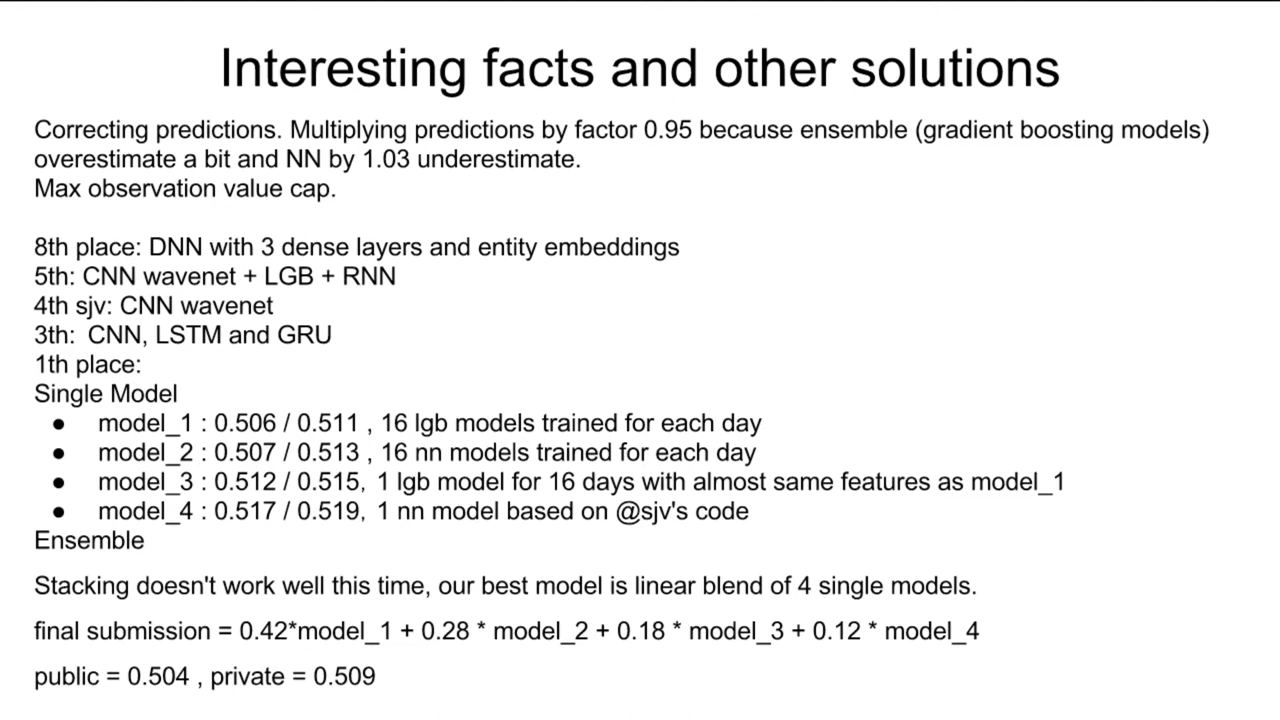 Interesting facts and other solutions
Correcting predictions. Multiplying predictions by factor 0.95 because ensemble (gradient boosting models)
overestimate a bit and NN by 1.03 underestimate.
Max observation value cap.
8th place: DNN with 3 dense layers and entity embeddings
5th: CNN wavenet + LGB + RNN
4th sjv: CNN wavenet
3th:  CNN, LSTM and GRU
1th place:
Single Model
● model_1 : 0.506 / 0.511 , 16 lgb models trained for each day
● model_2 : 0.507 / 0.513 , 16 nn models trained for each day
● model_3 : 0.512 / 0.515, 1 lgb model for 16 days with almost same features as model_1
● model_4 : 0.517 / 0.519, 1 nn model based on @sjv's code
Ensemble
Stacking doesn't work well this time, our best model is linear blend of 4 single models.
final submission = 0.42*model_1 + 0.28 * model_2 + 0.18 * model_3 + 0.12 * model_4
public = 0.504 , private = 0.509